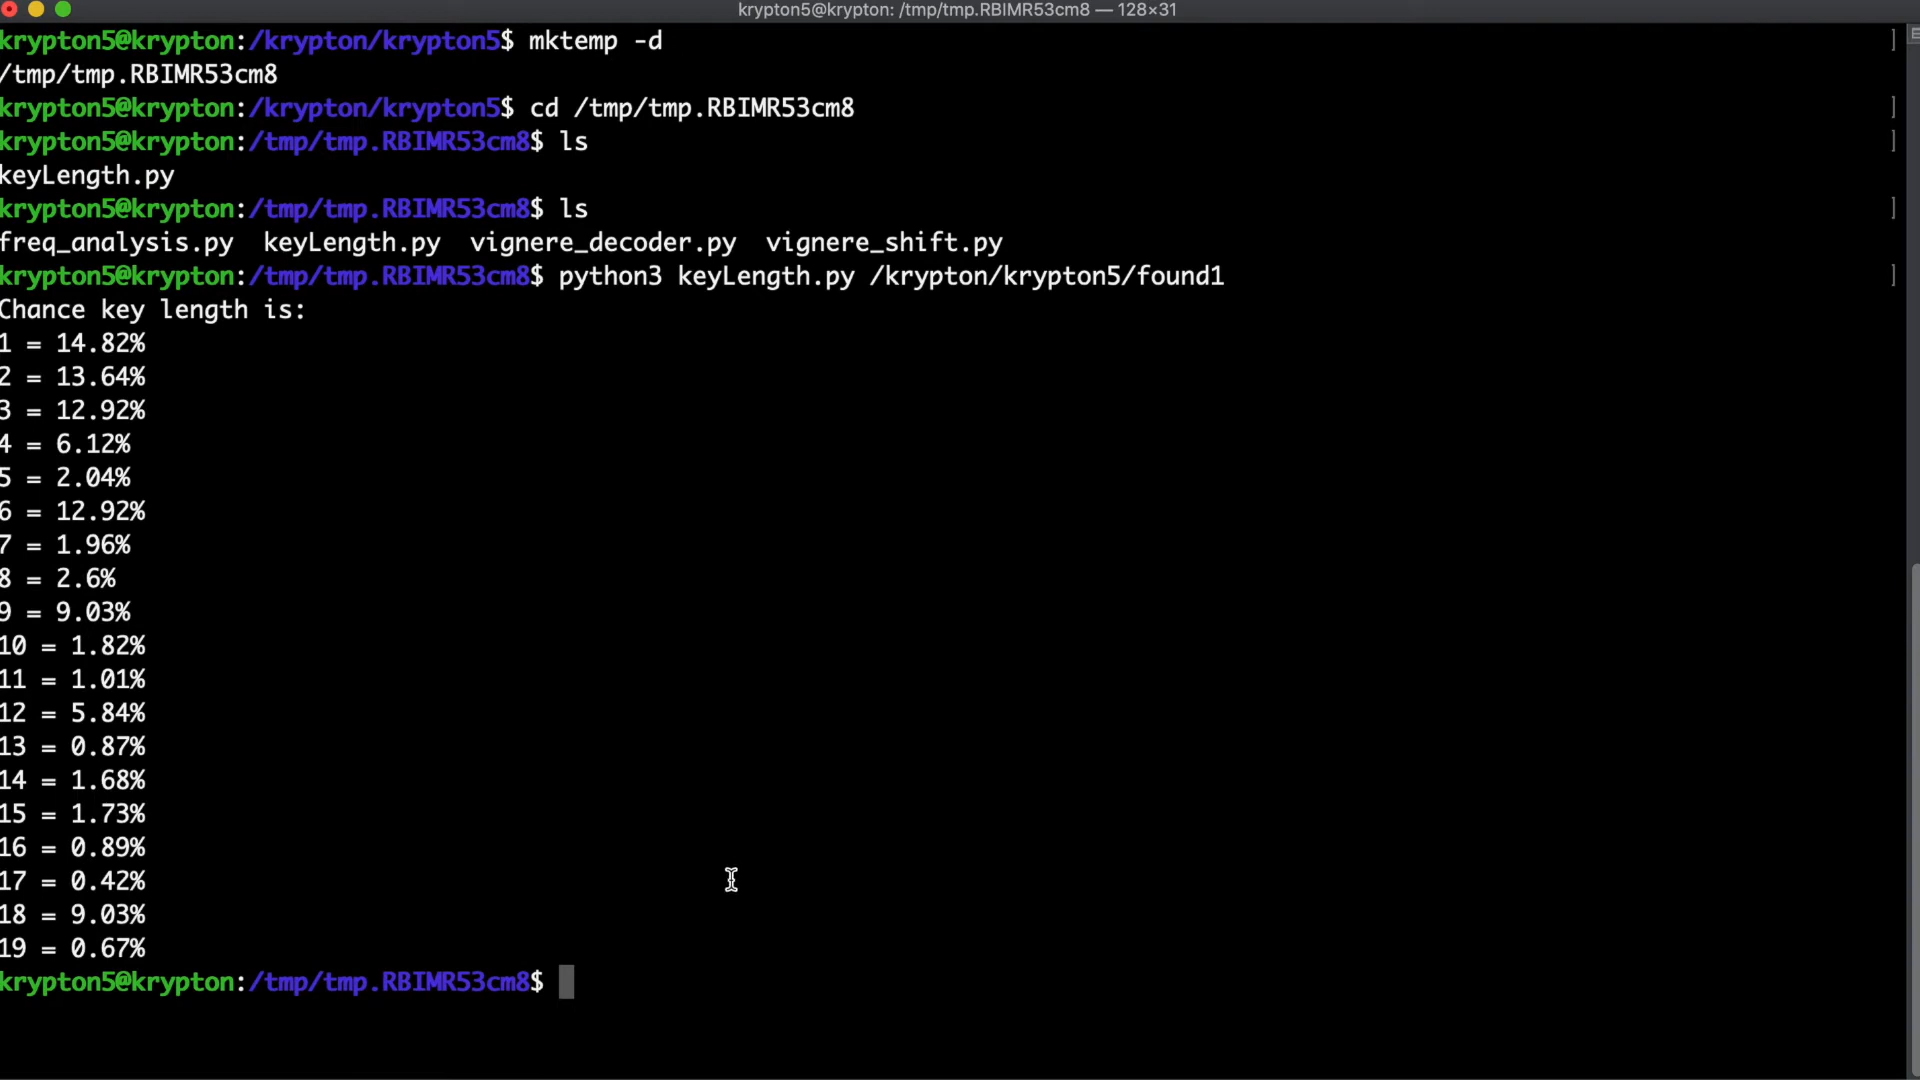 krypton5@krypton: /tmp/tmp.RBIMR53cm8 — 128×31
krypton5@krypton:/krypton/krypton5$ mktemp -d
/tmp/tmp.RBIMR53cm8
krypton5@krypton:/krypton/krypton5$ cd /tmp/tmp.RBIMR53cm8
krypton5@krypton:/tmp/tmp.RBIMR53cm8$ ls
keyLength.py
krypton5@krypton:/tmp/tmp.RBIMR53cm8$ ls
freq_analysis.py  keyLength.py  vignere_decoder.py  vignere_shift.py
krypton5@krypton:/tmp/tmp.RBIMR53cm8$ python3 keyLength.py /krypton/krypton5/found1
Chance key length is:
1 = 14.82%
2 = 13.64%
3 = 12.92%
4 = 6.12%
5 = 2.04%
6 = 12.92%
7 = 1.96%
8 = 2.6%
9 = 9.03%
10 = 1.82%
11 = 1.01%
12 = 5.84%
13 = 0.87%
14 = 1.68%
15 = 1.73%
16 = 0.89%
17 = 0.42%
18 = 9.03%
19 = 0.67%
krypton5@krypton:/tmp/tmp.RBIMR53cm8$